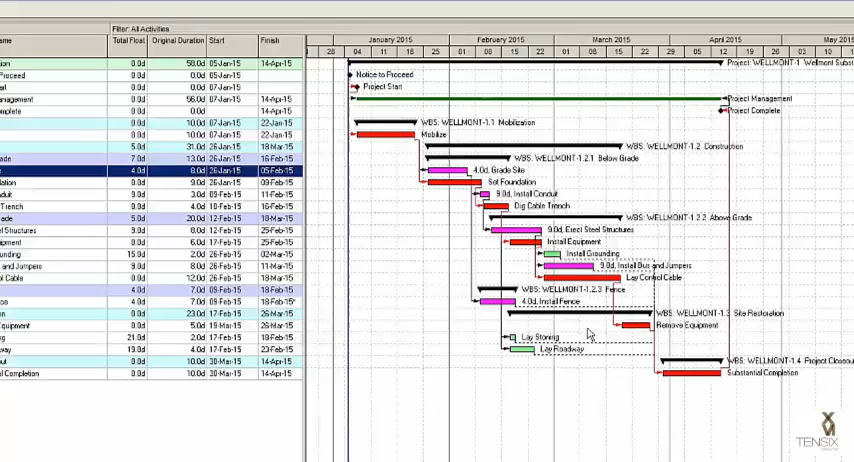 Filter: All Activities
ame Total Float Original Duration Start Finish
January 2015 February 2015 March 2015 April 2015 May 201
28 04 11 18 25 01 08 15 22 01 08 15 22 29 05 12 19 26 03 10
ion 0.0d 58.0d 05-Jan-15 14-Apr-15 Project: WELLMONT-1 Wellmont Subst
Proceed 0.0d 0.0d 05-Jan-15 Notice to Proceed
art 0.0d 0.0d 07-Jan-15 Project Start
anagement 0.0d 56.0d 07-Jan-15 14-Apr-15 Project Management
omplete 0.0d 0.0d 14-Apr-15 Project Complete
0.0d 10.0d 07-Jan-15 22-Jan-15 WBS: WELLMONT-1.1 Mobilization
0.0d 10.0d 07-Jan-15 22-Jan-15 Mobilize
5.0d 31.0d 26-Jan-15 18-Mar-15 WBS: WELLMONT-1.2 Construction
ade 7.0d 13.0d 26-Jan-15 16-Feb-15 WBS: WELLMONT-1.2.1 Below Grade
4.0d 8.0d 26-Jan-15 05-Feb-15 4.0d, Grade Site
lation 0.0d 9.0d 26-Jan-15 09-Feb-15 Set Foundation
duit 9.0d 3.0d 09-Feb-15 11-Feb-15 9.0d, Install Conduit
Trench 0.0d 4.0d 10-Feb-15 16-Feb-15 Dig Cable Trench
rade 5.0d 20.0d 12-Feb-15 18-Mar-15 WBS: WELLMONT-1.2.2 Above Grade
el Structures 9.0d 8.0d 12-Feb-15 25-Feb-15 9.0d, Erect Steel Structures
uipment 0.0d 6.0d 17-Feb-15 25-Feb-15 Install Equipment
unding 15.0d 2.0d 26-Feb-15 02-Mar-15 Install Grounding
and Jumpers 9.0d 8.0d 26-Feb-15 11-Mar-15 9.0d, Install Bus and Jumpers
ol Cable 0.0d 12.0d 26-Feb-15 18-Mar-15 Lay Control Cable
4.0d 7.0d 09-Feb-15 18-Feb-15 WBS: WELLMONT-1.2.3 Fence
4.0d 7.0d 09-Feb-15 18-Feb-15* 4.0d, Install Fence
on 0.0d 23.0d 17-Feb-15 26-Mar-15 WBS: WELLMONT-1.3 Site Restoration
quipment 0.0d 5.0d 19-Mar-15 26-Mar-15 Remove Equipment
ng 21.0d 2.0d 17-Feb-15 18-Feb-15 Lay Stoning
way 19.0d 4.0d 17-Feb-15 23-Feb-15 Lay Roadway
ut 0.0d 10.0d 30-Mar-15 14-Apr-15 WBS: WELLMONT-1.4 Project Closeou
l Completion 0.0d 10.0d 30-Mar-15 14-Apr-15 Substantial Completion
TENSIX